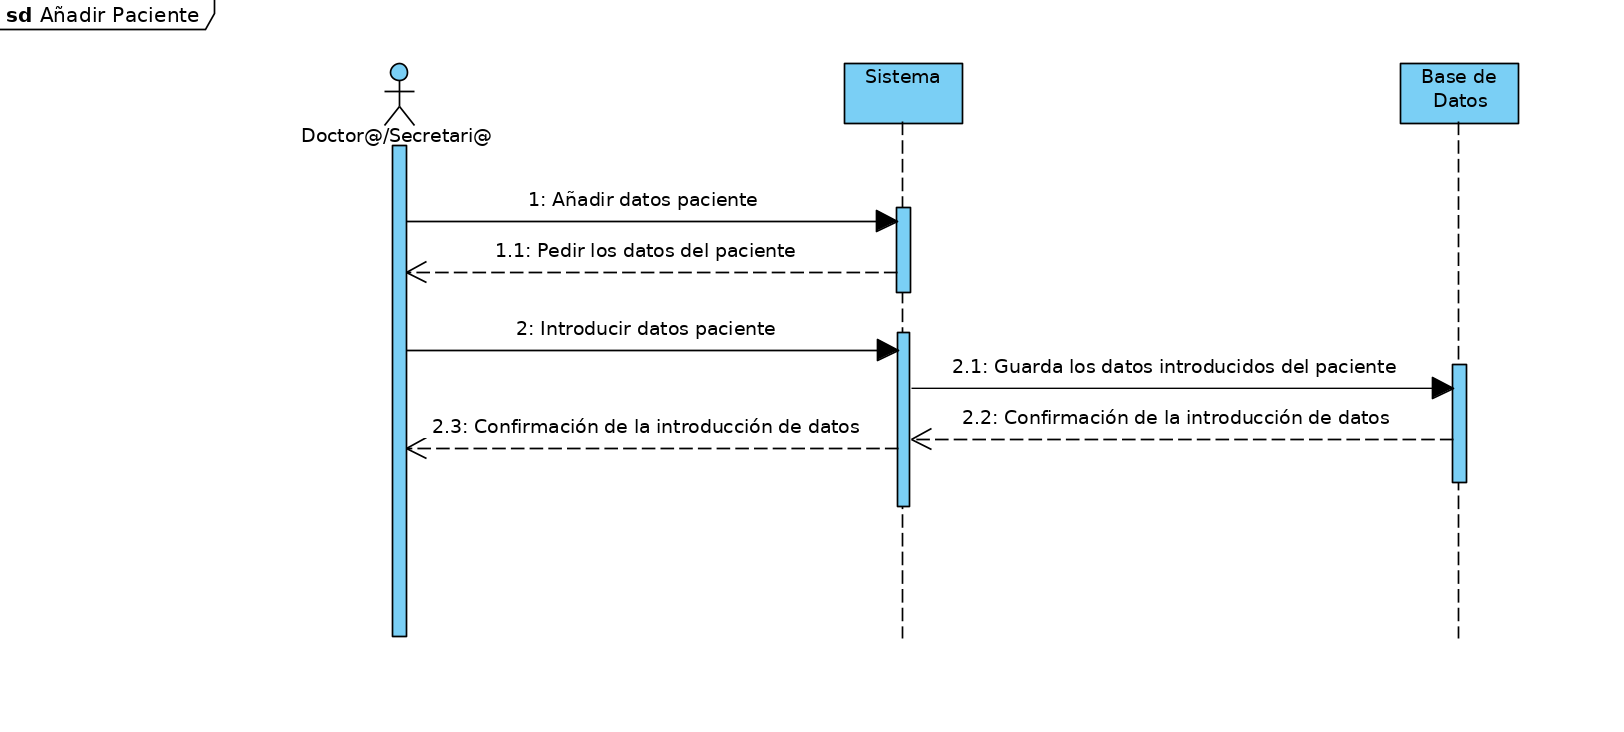 sd Añadir Paciente
Sistema
Base de
Datos
Doctor@/Secretari@
1: Añadir datos paciente
1.1: Pedir los datos del paciente
2: Introducir datos paciente
2.1: Guarda los datos introducidos del paciente
2.2: Confirmación de la introducción de datos
2.3: Confirmación de la introducción de datos